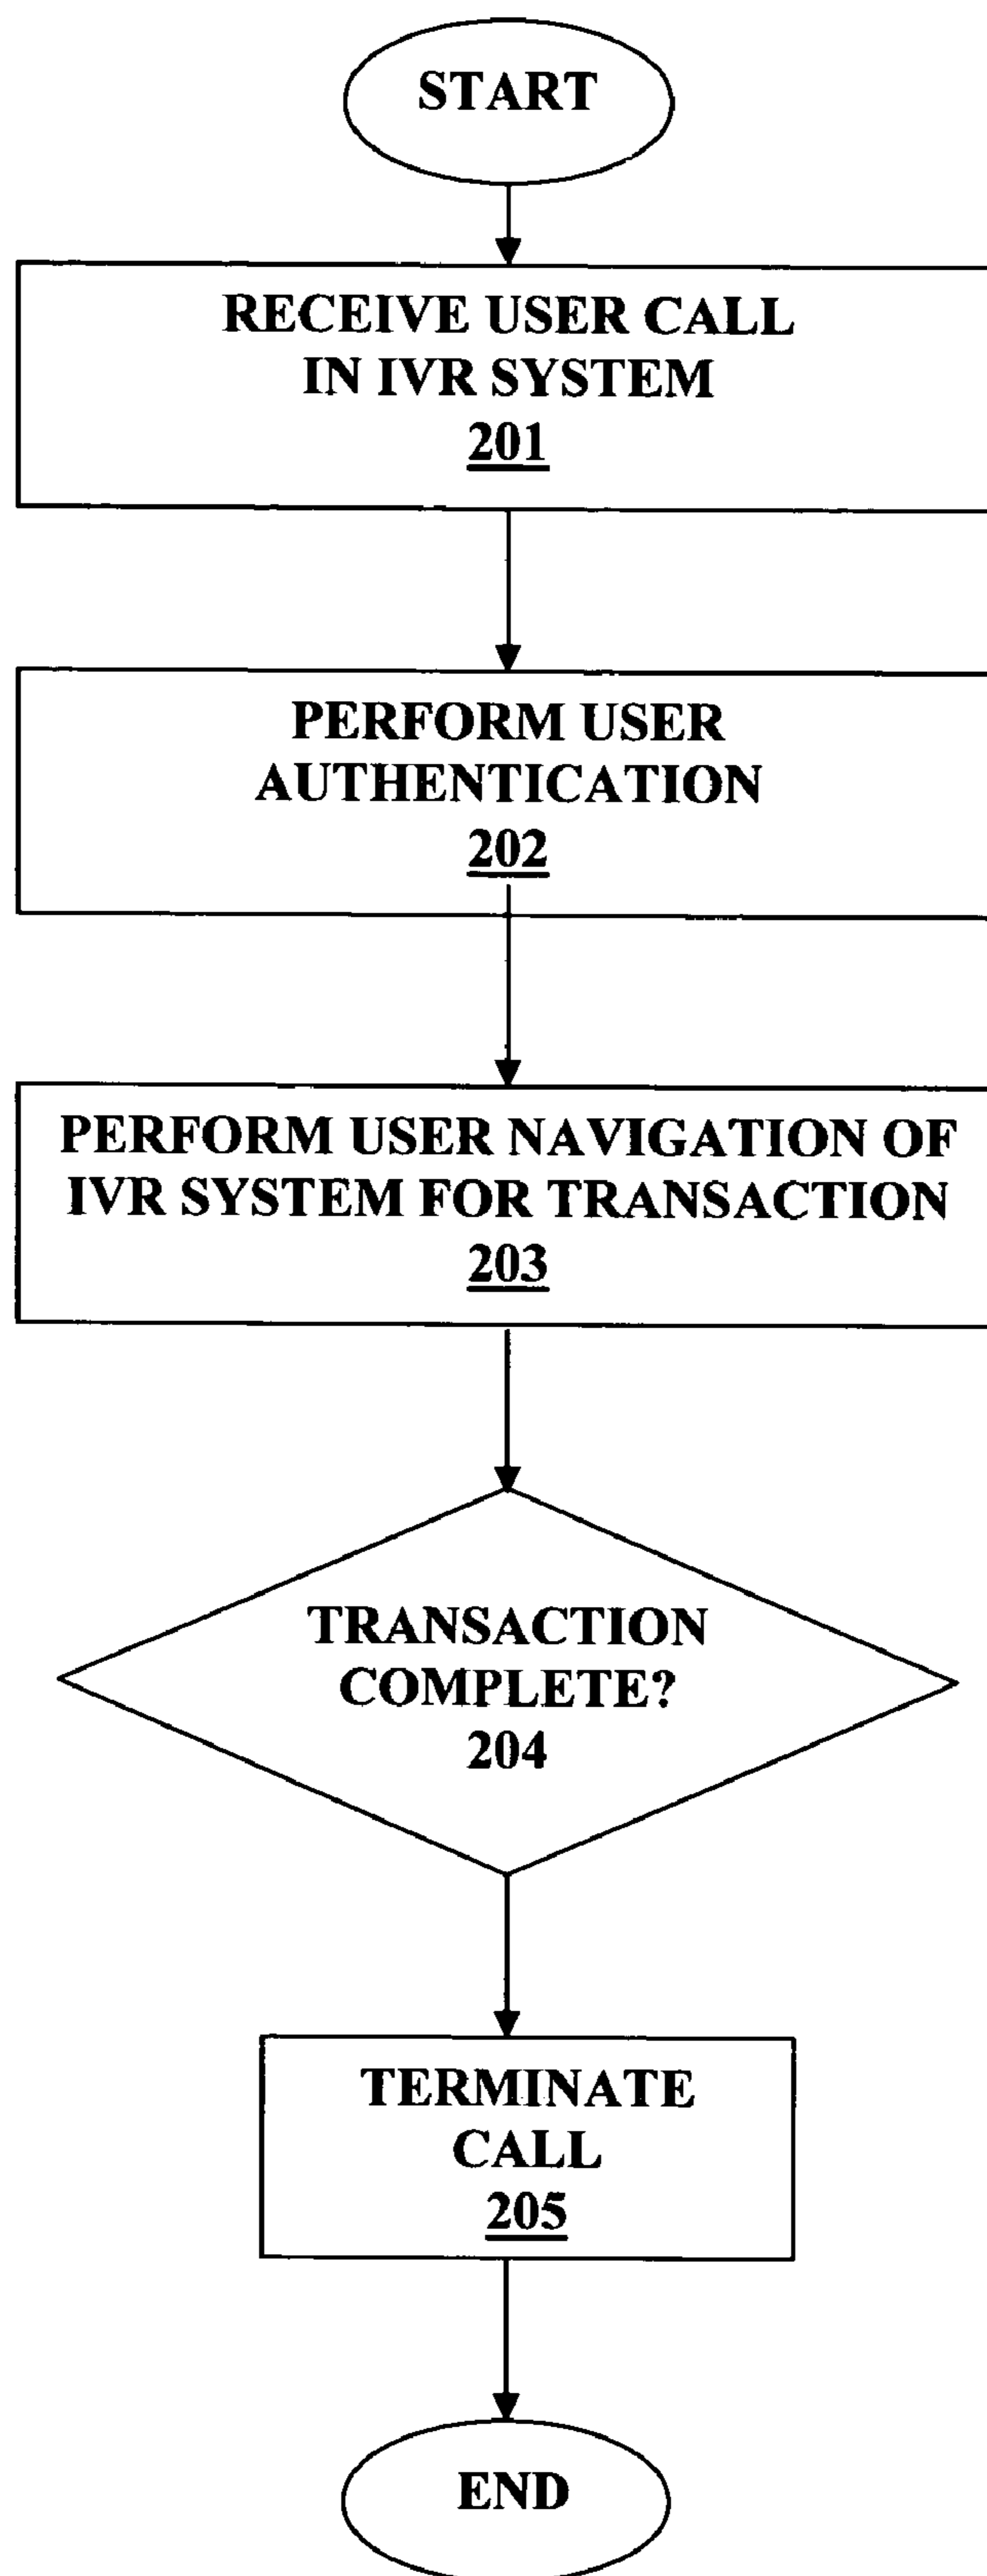 START
RECEIVE USER CALL
IN IVR SYSTEM
201
PERFORM USER
AUTHENTICATION
202
PERFORM USER NAVIGATION OF
IVR SYSTEM FOR TRANSACTION
203
TRANSACTION
COMPLETE?
204
TERMINATE
CALL
205
END